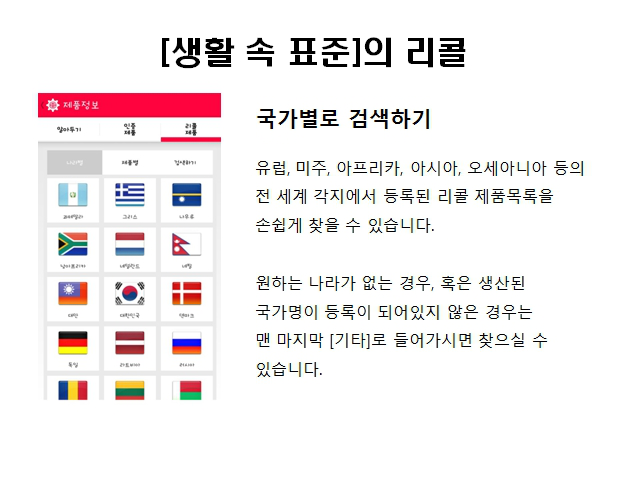 [생활 속 표준]의 리콜
제품정보
알아두기
인증
제품
리콜
제품
나라별
제품명
검색하기
과테말라
그리스
나우루
남아프리카
네덜란드
네팔
대만
대한민국
덴마크
독일
라트비아
러시아
국가별로 검색하기
유럽, 미주, 아프리카, 아시아, 오세아니아 등의
전 세계 각지에서 등록된 리콜 제품목록을
손쉽게 찾을 수 있습니다.
원하는 나라가 없는 경우, 혹은 생산된
국가명이 등록이 되어있지 않은 경우는
맨 마지막 [기타]로 들어가시면 찾으실 수
있습니다.